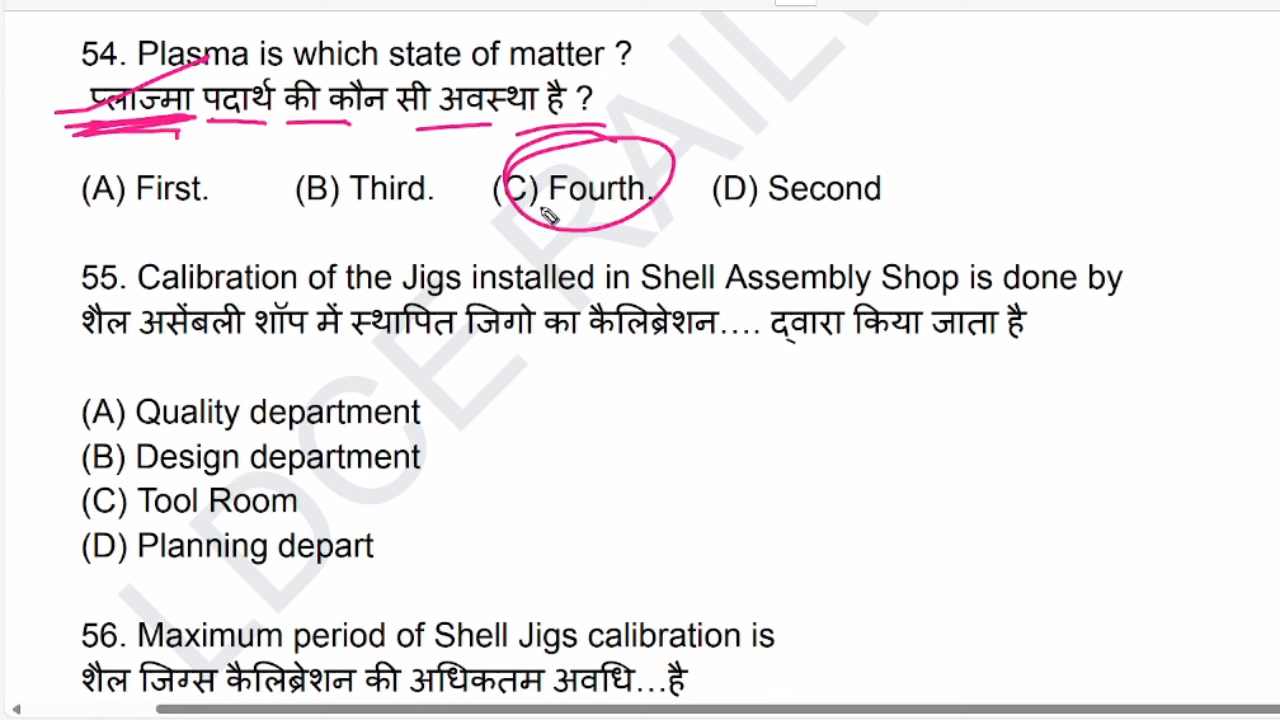 54. Plasma is which state of matter ?
प्लाज्मा पदार्थ की कौन सी अवस्था है ?
(A) First. (B) Third. (C) Fourth. (D) Second
55. Calibration of the Jigs installed in Shell Assembly Shop is done by
शैल असेंबली शॉप में स्थापित जिगो का कैलिब्रेशन.... द्वारा किया जाता है
(A) Quality department
(B) Design department
(C) Tool Room
(D) Planning depart
56. Maximum period of Shell Jigs calibration is
शैल जिग्स कैलिब्रेशन की अधिकतम अवधि...है
LDCE RAIL